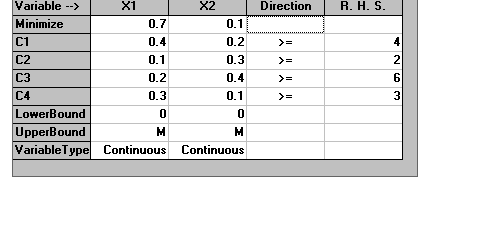 Variable --> X1 X2 Direction R. H. S.
Minimize 0.7 0.1
C1 0.4 0.2 >= 4
C2 0.1 0.3 >= 2
C3 0.2 0.4 >= 6
C4 0.3 0.1 >= 3
LowerBound 0 0
UpperBound M M
VariableType Continuous Continuous